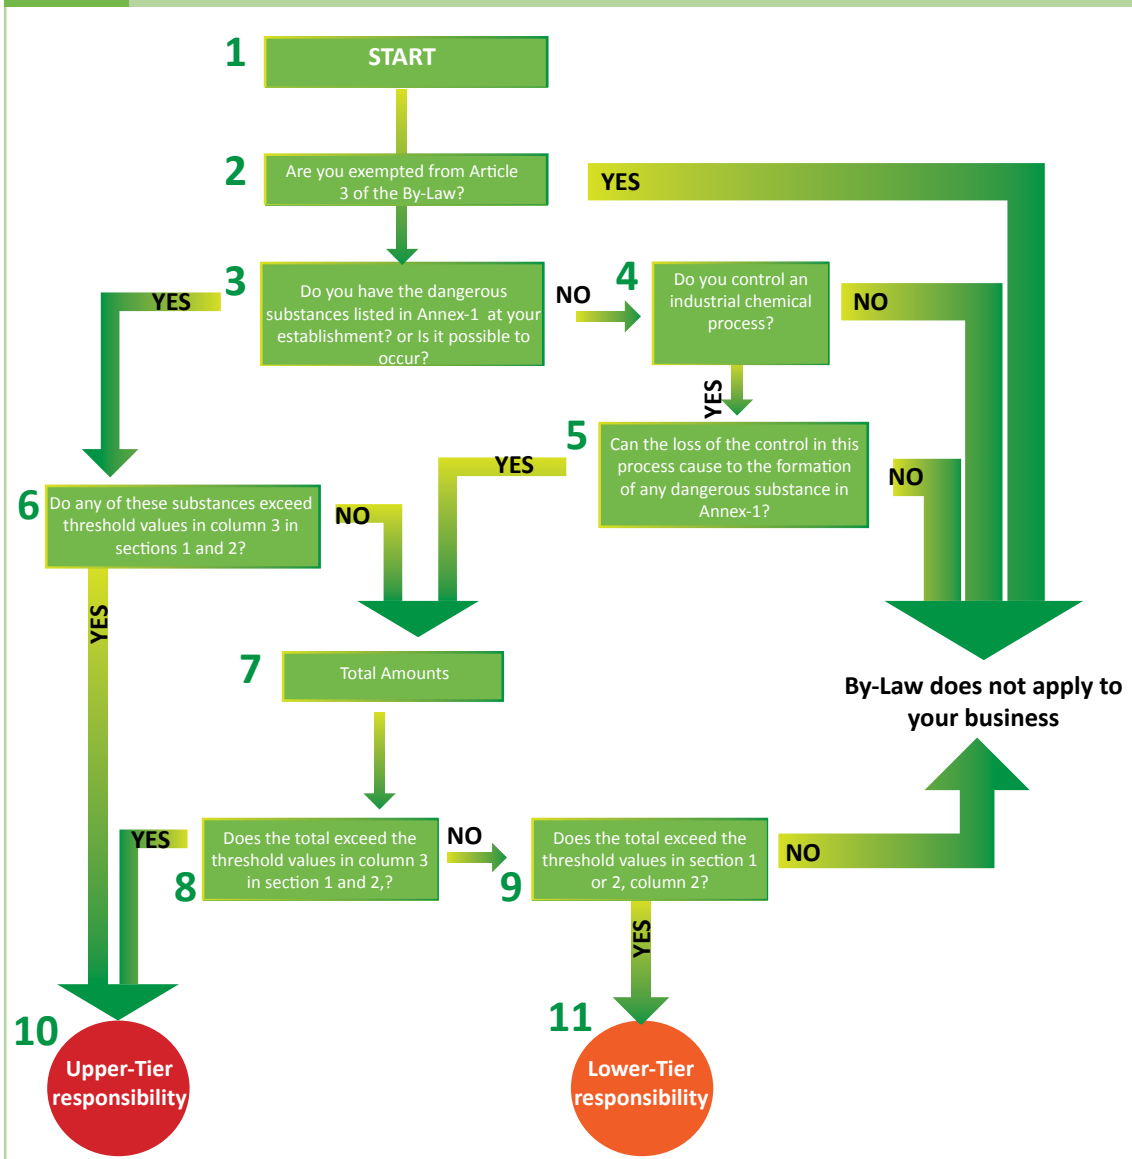 1
START
2
Are you exempted from Article
3 of the By-Law?
YES
3
Do you have the dangerous
substances listed in Annex-1 at your
establishment? or Is it possible to
occur?
YES
NO
4
Do you control an
industrial chemical
process?
NO
YES
5
Can the loss of the control in this
process cause to the formation
of any dangerous substance in
Annex-1?
YES
NO
6
Do any of these substances exceed
threshold values in column 3 in
sections 1 and 2?
NO
YES
7
Total Amounts
By-Law does not apply to
your business
8
Does the total exceed the
threshold values in column 3
in section 1 and 2,?
YES
NO
9
Does the total exceed the
threshold values in section 1
or 2, column 2?
NO
YES
10
Upper-Tier
responsibility
11
Lower-Tier
responsibility